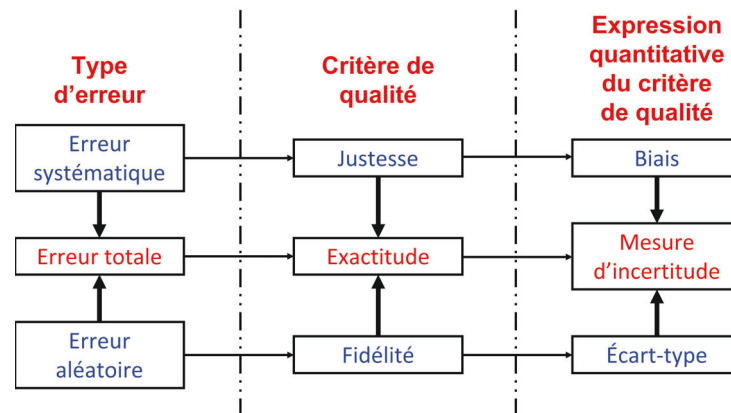 Type
d'erreur
Critère de
qualité
Expression
quantitative
du critère
de qualité
Erreur
systématique
Justesse
Biais
Erreur totale
Exactitude
Mesure
d'incertitude
Erreur
aléatoire
Fidélité
Écart-type